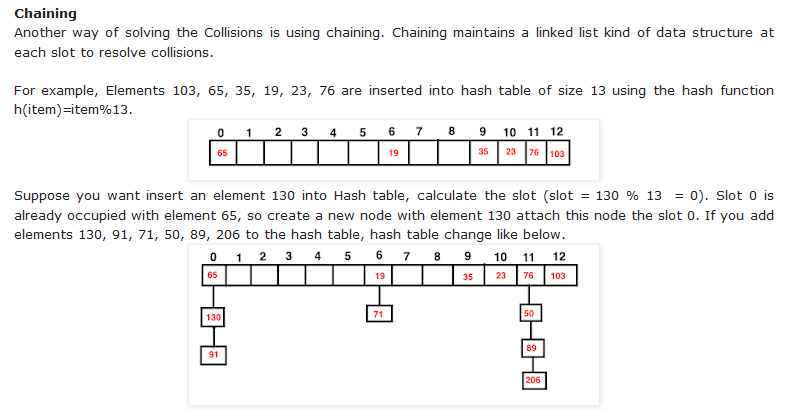 Chaining
Another way of solving the Collisions is using chaining. Chaining maintains a linked list kind of data structure at
each slot to resolve collisions.
For example, Elements 103, 65, 35, 19, 23, 76 are inserted into hash table of size 13 using the hash function
h(item)=item%13.
0 1 2 3 4 5 6 7 8 9 10 11 12
65 19 35 23 76 103
Suppose you want insert an element 130 into Hash table, calculate the slot (slot = 130 % 13 = 0). Slot 0 is
already occupied with element 65, so create a new node with element 130 attach this node the slot 0. If you add
elements 130, 91, 71, 50, 89, 206 to the hash table, hash table change like below.
0 1 2 3 4 5 6 7 8 9 10 11 12
65 19 35 23 76 103
130 71 50
91 89
206